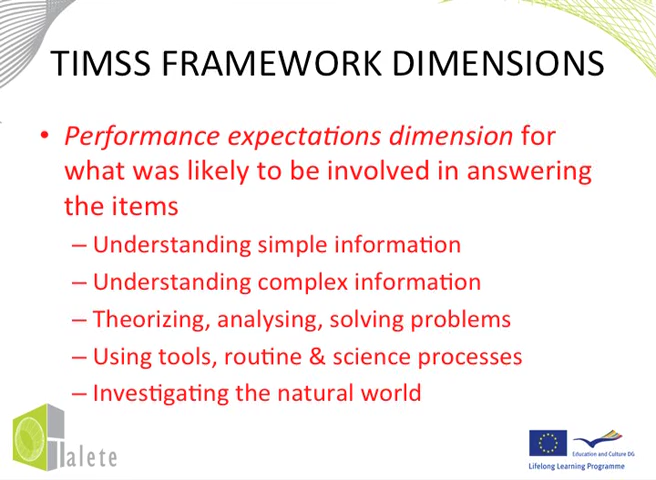 TIMSS FRAMEWORK DIMENSIONS
• Performance expectations dimension for
what was likely to be involved in answering
the items
– Understanding simple information
– Understanding complex information
– Theorizing, analysing, solving problems
– Using tools, routine & science processes
– Investigating the natural world
alete
Education and Culture DG
Lifelong Learning Programme